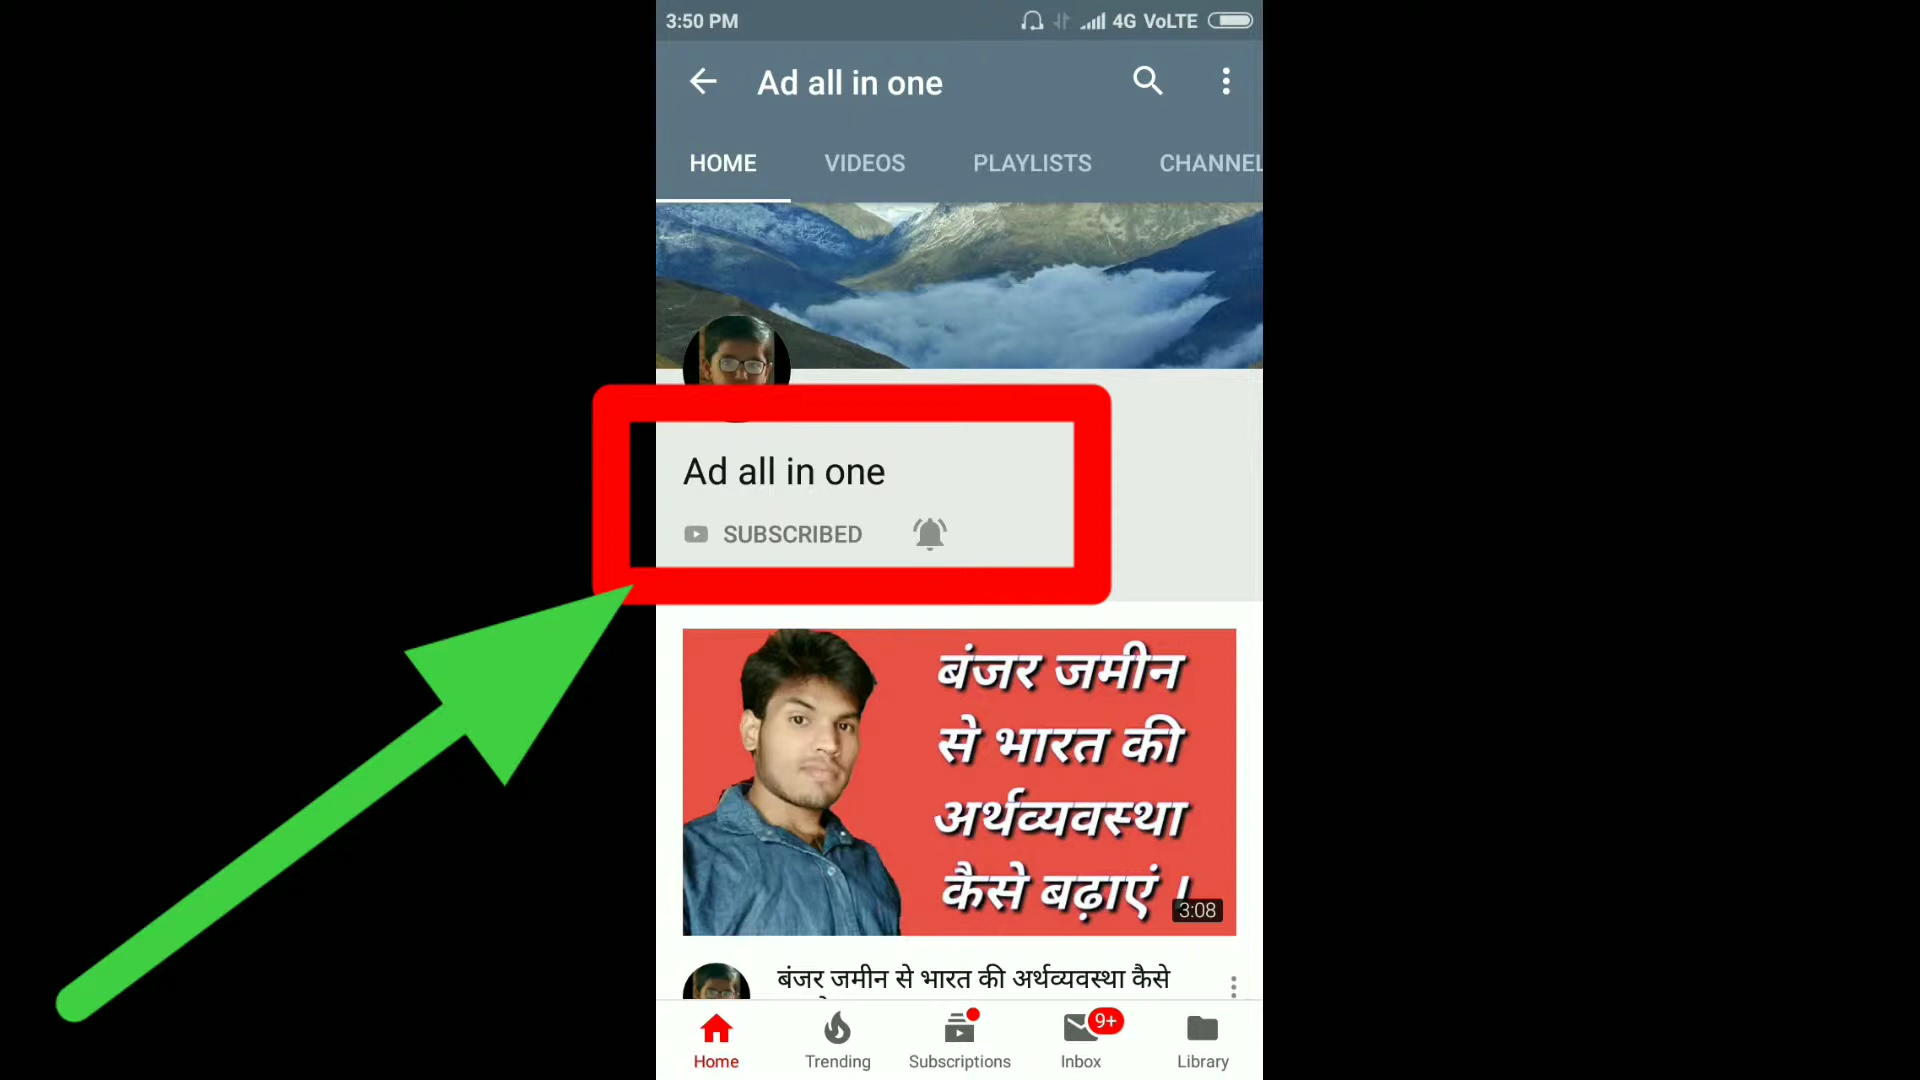 3:50 PM 4G VoLTE
Ad all in one
HOME VIDEOS PLAYLISTS CHANNEL
Ad all in one
SUBSCRIBED
बंजर जमीन
से भारत की
अर्थव्यवस्था
कैसे बढ़ाएं ।
3:08
बंजर जमीन से भारत की अर्थव्यवस्था कैसे
9+
Home Trending Subscriptions Inbox Library